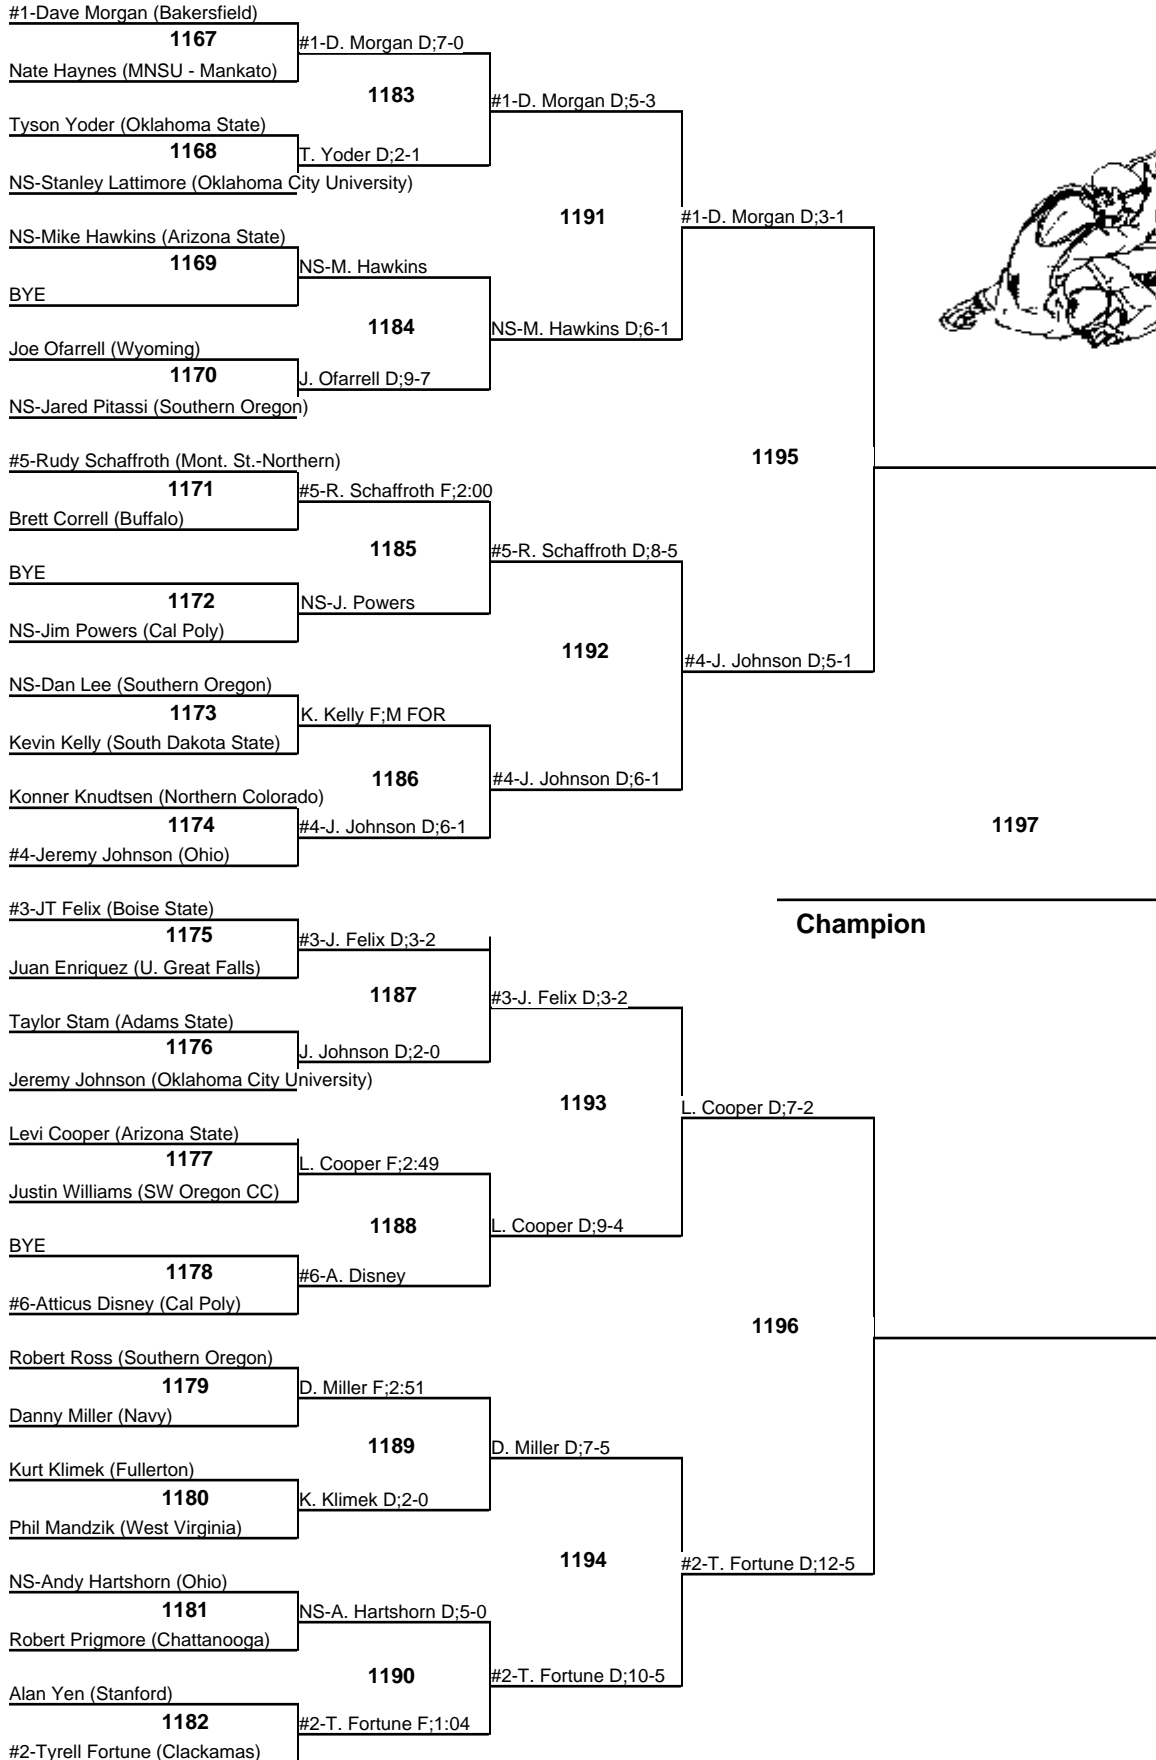 #1-Dave Morgan (Bakersfield)
1167
#1-D. Morgan D;7-0
Nate Haynes (MNSU - Mankato)
1183
#1-D. Morgan D;5-3
Tyson Yoder (Oklahoma State)
1168
T. Yoder D;2-1
NS-Stanley Lattimore (Oklahoma City University)
1191
#1-D. Morgan D;3-1
NS-Mike Hawkins (Arizona State)
1169
NS-M. Hawkins
BYE
1184
NS-M. Hawkins D;6-1
Joe Ofarrell (Wyoming)
1170
J. Ofarrell D;9-7
NS-Jared Pitassi (Southern Oregon)
1195
#5-Rudy Schaffroth (Mont. St.-Northern)
1171
#5-R. Schaffroth F;2:00
Brett Correll (Buffalo)
1185
#5-R. Schaffroth D;8-5
BYE
1172
NS-J. Powers
NS-Jim Powers (Cal Poly)
1192
#4-J. Johnson D;5-1
NS-Dan Lee (Southern Oregon)
1173
K. Kelly F;M FOR
Kevin Kelly (South Dakota State)
1186
#4-J. Johnson D;6-1
Konner Knudtsen (Northern Colorado)
1174
#4-J. Johnson D;6-1
#4-Jeremy Johnson (Ohio)
1197
Champion
#3-JT Felix (Boise State)
1175
#3-J. Felix D;3-2
Juan Enriquez (U. Great Falls)
1187
#3-J. Felix D;3-2
Taylor Stam (Adams State)
1176
J. Johnson D;2-0
Jeremy Johnson (Oklahoma City University)
1193
L. Cooper D;7-2
Levi Cooper (Arizona State)
1177
L. Cooper F;2:49
Justin Williams (SW Oregon CC)
1188
L. Cooper D;9-4
BYE
1178
#6-A. Disney
#6-Atticus Disney (Cal Poly)
1196
Robert Ross (Southern Oregon)
1179
D. Miller F;2:51
Danny Miller (Navy)
1189
D. Miller D;7-5
Kurt Klimek (Fullerton)
1180
K. Klimek D;2-0
Phil Mandzik (West Virginia)
1194
#2-T. Fortune D;12-5
NS-Andy Hartshorn (Ohio)
1181
NS-A. Hartshorn D;5-0
Robert Prigmore (Chattanooga)
1190
#2-T. Fortune D;10-5
Alan Yen (Stanford)
1182
#2-T. Fortune F;1:04
#2-Tyrell Fortune (Clackamas)